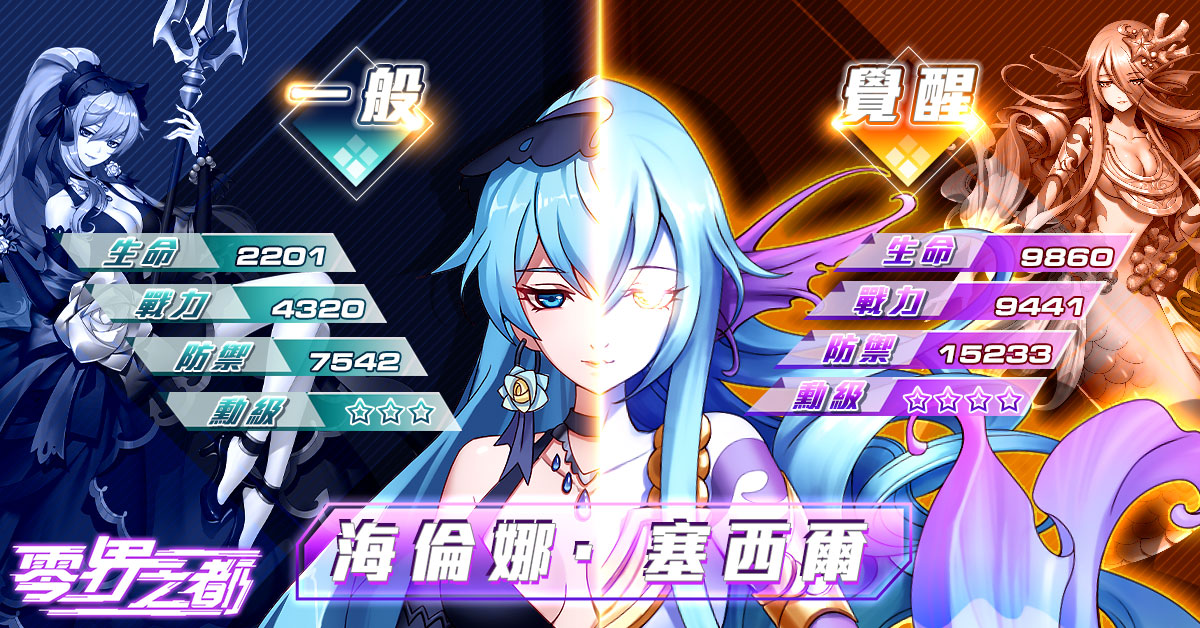 一般
生命 2201
戰力 4320
防禦 7542
勳級 ☆☆☆
覺醒
生命 9860
戰力 9441
防禦 15233
勳級 ☆☆☆☆
海倫娜・塞西爾
零界之都